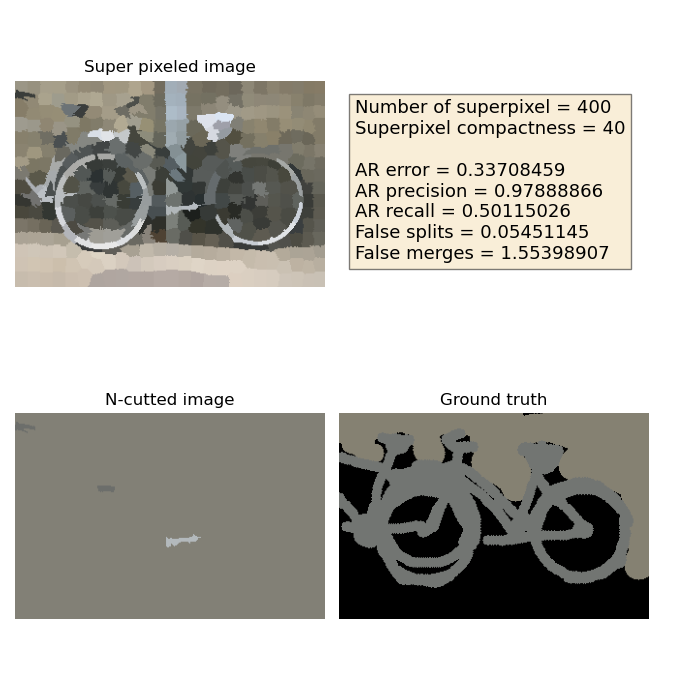 Super pixeled image
Number of superpixel = 400
Superpixel compactness = 40
AR error = 0.33708459
AR precision = 0.97888866
AR recall = 0.50115026
False splits = 0.05451145
False merges = 1.55398907
N-cutted image
Ground truth